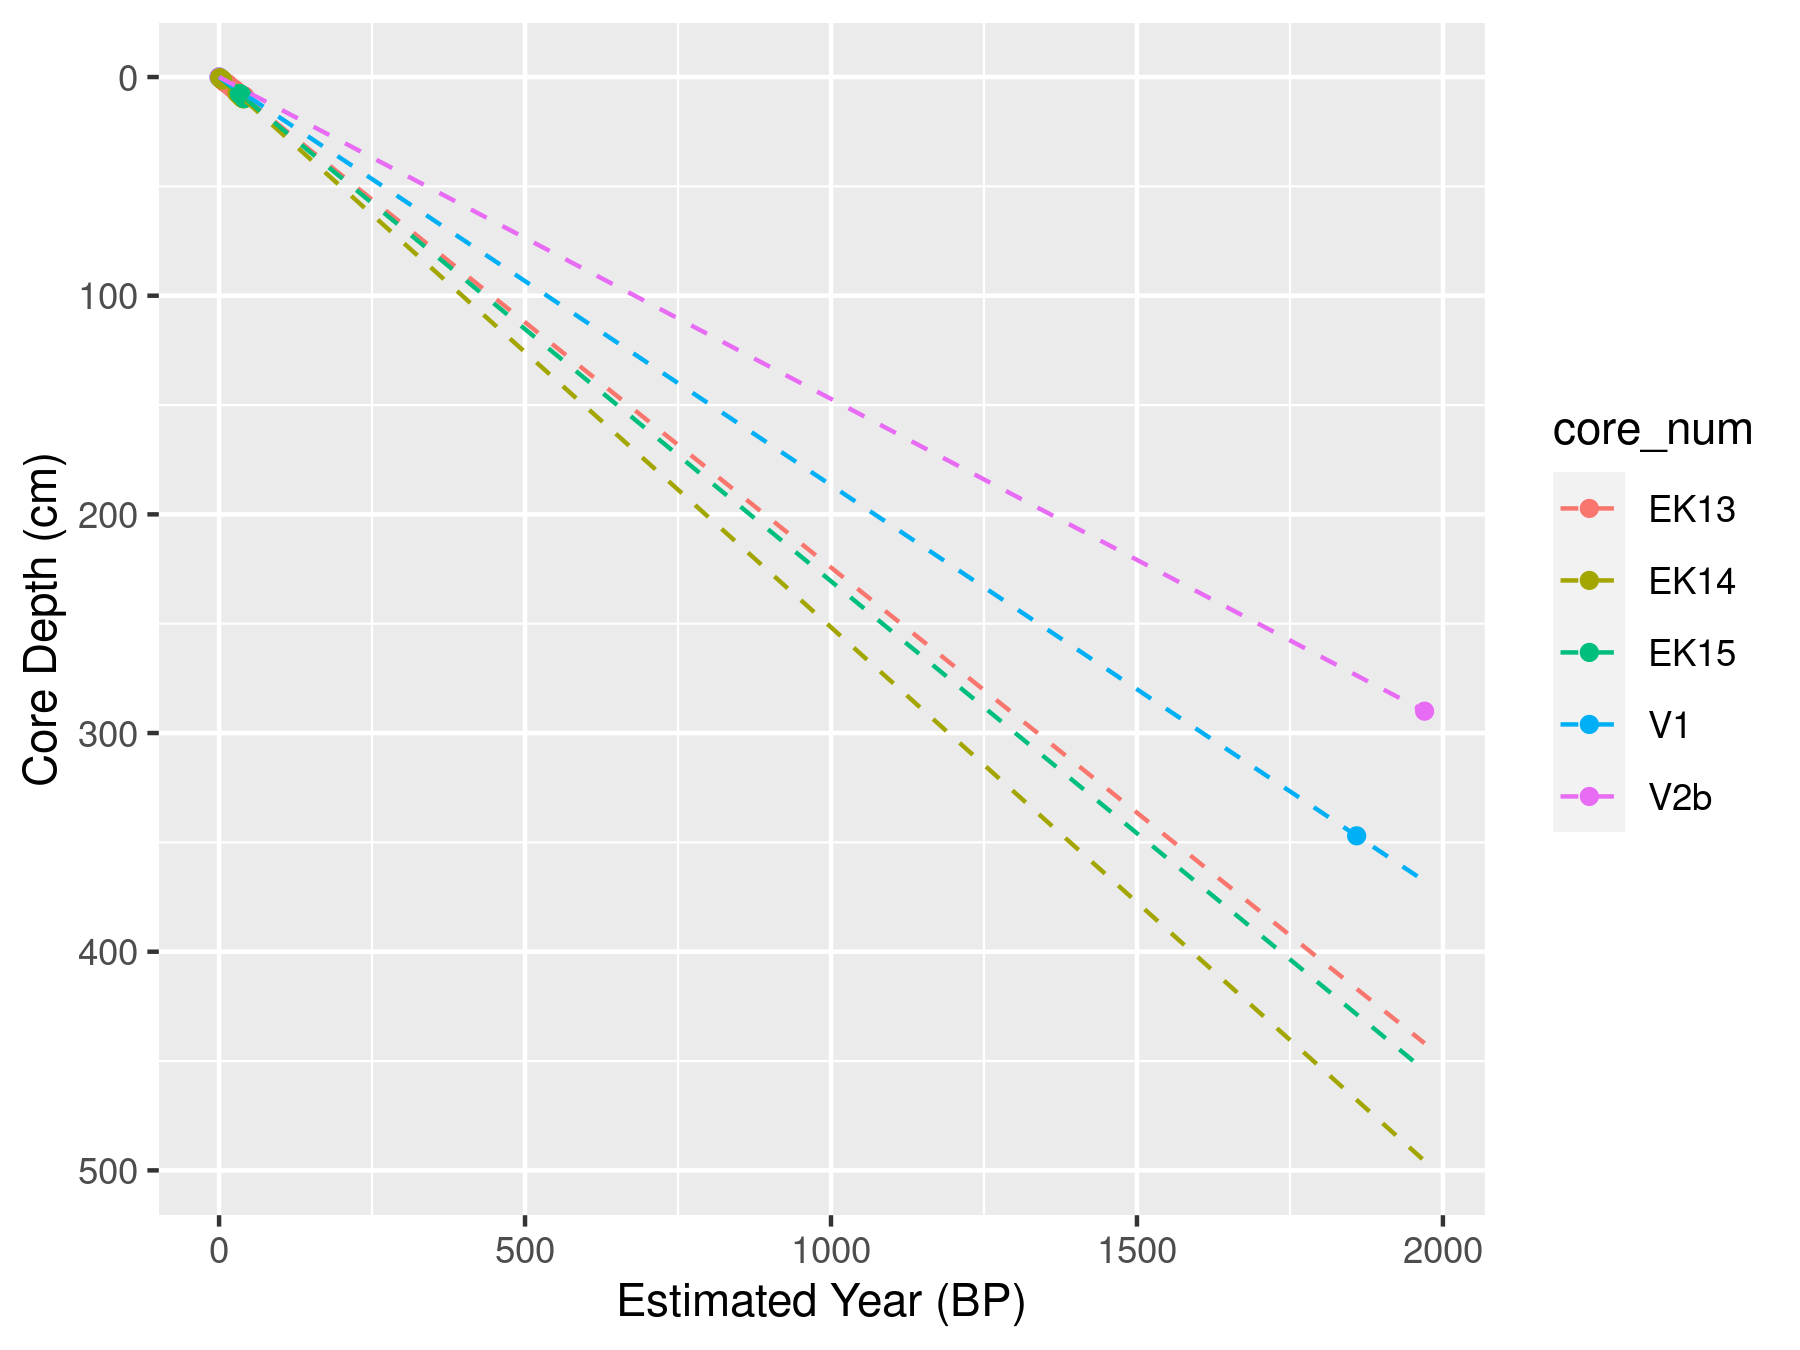 0
100
200
300
400
500
Core Depth (cm)
0 500 1000 1500 2000
Estimated Year (BP)
core_num
EK13
EK14
EK15
V1
V2b